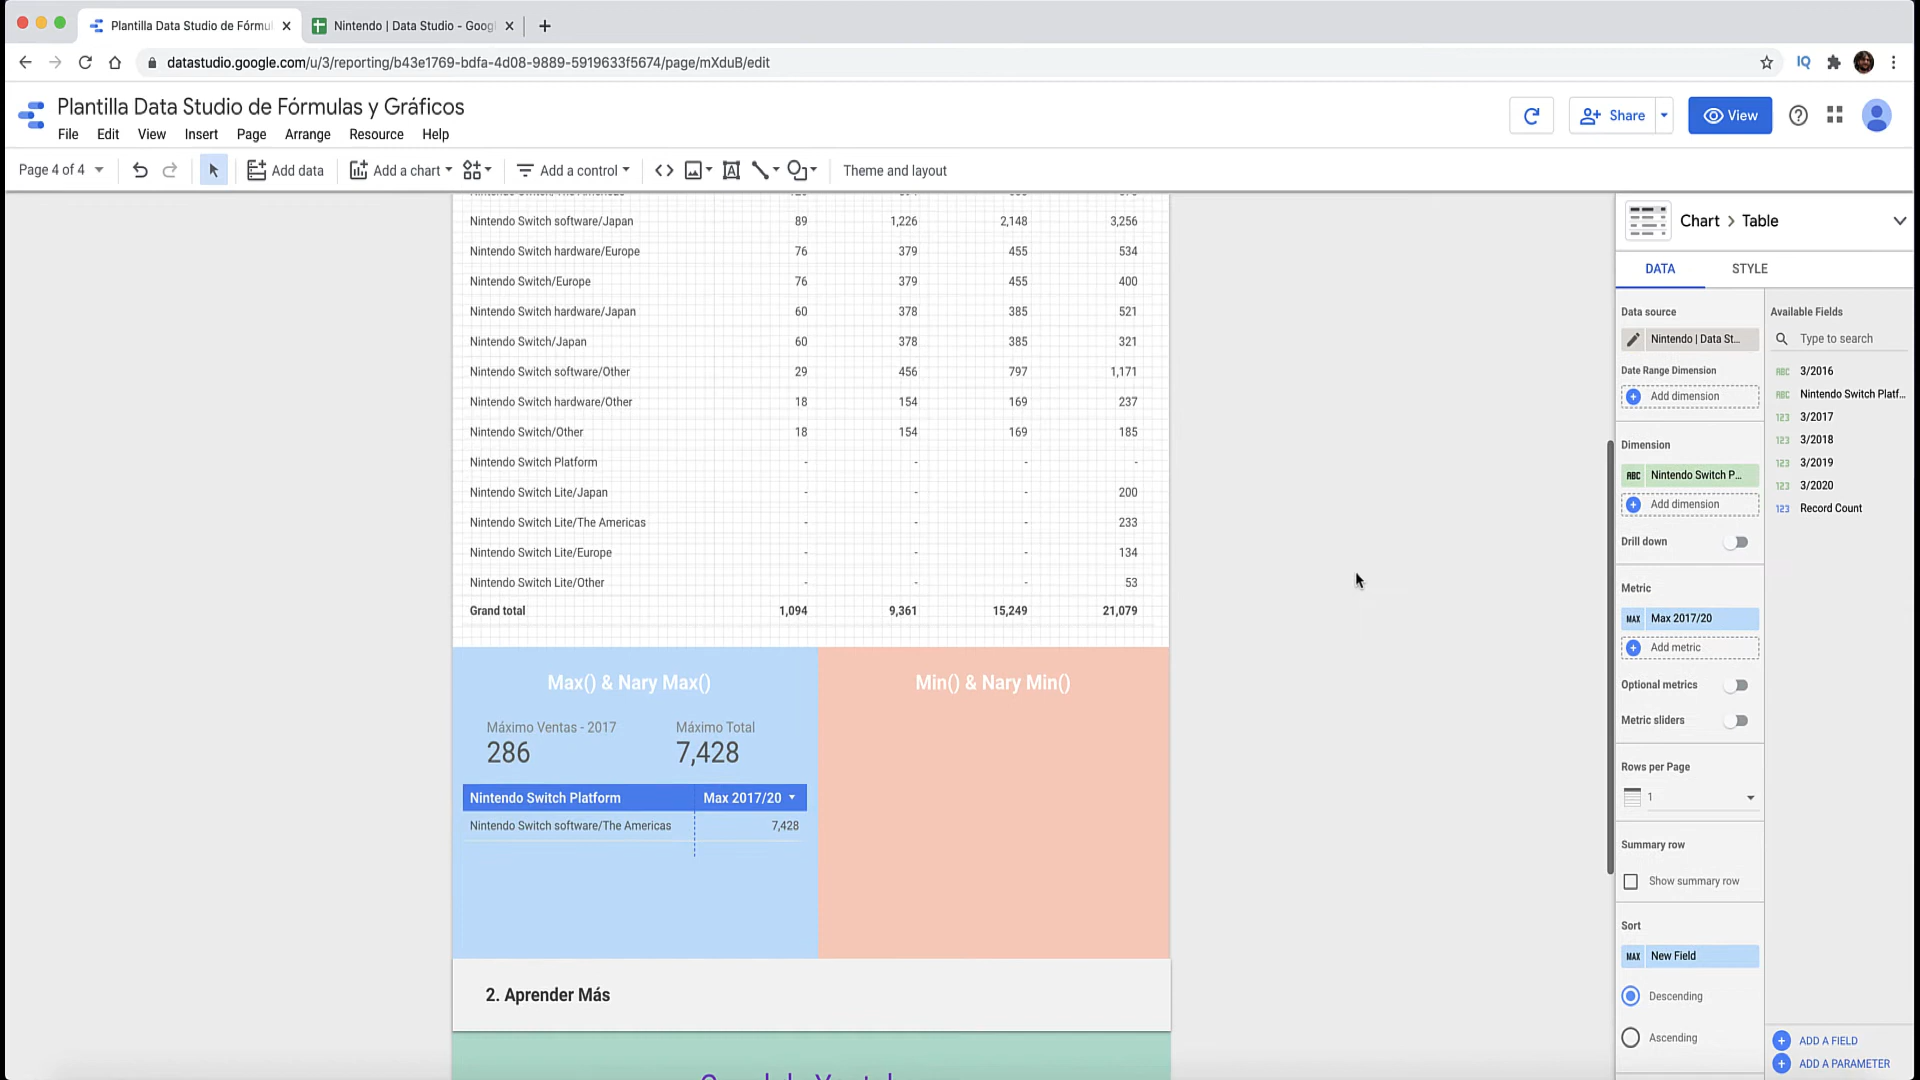 Plantilla Data Studio de Fórmul
Nintendo | Data Studio - Goog
datastudio.google.com/u/3/reporting/b43e1769-bdfa-4d08-9889-5919633f5674/page/mXduB/edit
IQ
Plantilla Data Studio de Fórmulas y Gráficos
File Edit View Insert Page Arrange Resource Help
Share
View
Page 4 of 4
Add data
Add a chart
Add a control
Theme and layout
Nintendo Switch software/Japan 89 1,226 2,148 3,256
Nintendo Switch hardware/Europe 76 379 455 534
Nintendo Switch/Europe 76 379 455 400
Nintendo Switch hardware/Japan 60 378 385 521
Nintendo Switch/Japan 60 378 385 321
Nintendo Switch software/Other 29 456 797 1,171
Nintendo Switch hardware/Other 18 154 169 237
Nintendo Switch/Other 18 154 169 185
Nintendo Switch Platform - - - -
Nintendo Switch Lite/Japan - - - 200
Nintendo Switch Lite/The Americas - - - 233
Nintendo Switch Lite/Europe - - - 134
Nintendo Switch Lite/Other - - - 53
Grand total 1,094 9,361 15,249 21,079
Max() & Nary Max()
Máximo Ventas - 2017
286
Máximo Total
7,428
Nintendo Switch Platform Max 2017/20
Nintendo Switch software/The Americas 7,428
Min() & Nary Min()
2. Aprender Más
Chart > Table
DATA STYLE
Data source
Nintendo | Data St...
Date Range Dimension
Add dimension
Dimension
ABC Nintendo Switch P...
Add dimension
Drill down
Metric
MAX Max 2017/20
Add metric
Optional metrics
Metric sliders
Rows per Page
1
Summary row
Show summary row
Sort
MAX New Field
Descending
Ascending
Available Fields
Type to search
ABC 3/2016
ABC Nintendo Switch Platf...
123 3/2017
123 3/2018
123 3/2019
123 3/2020
123 Record Count
ADD A FIELD
ADD A PARAMETER